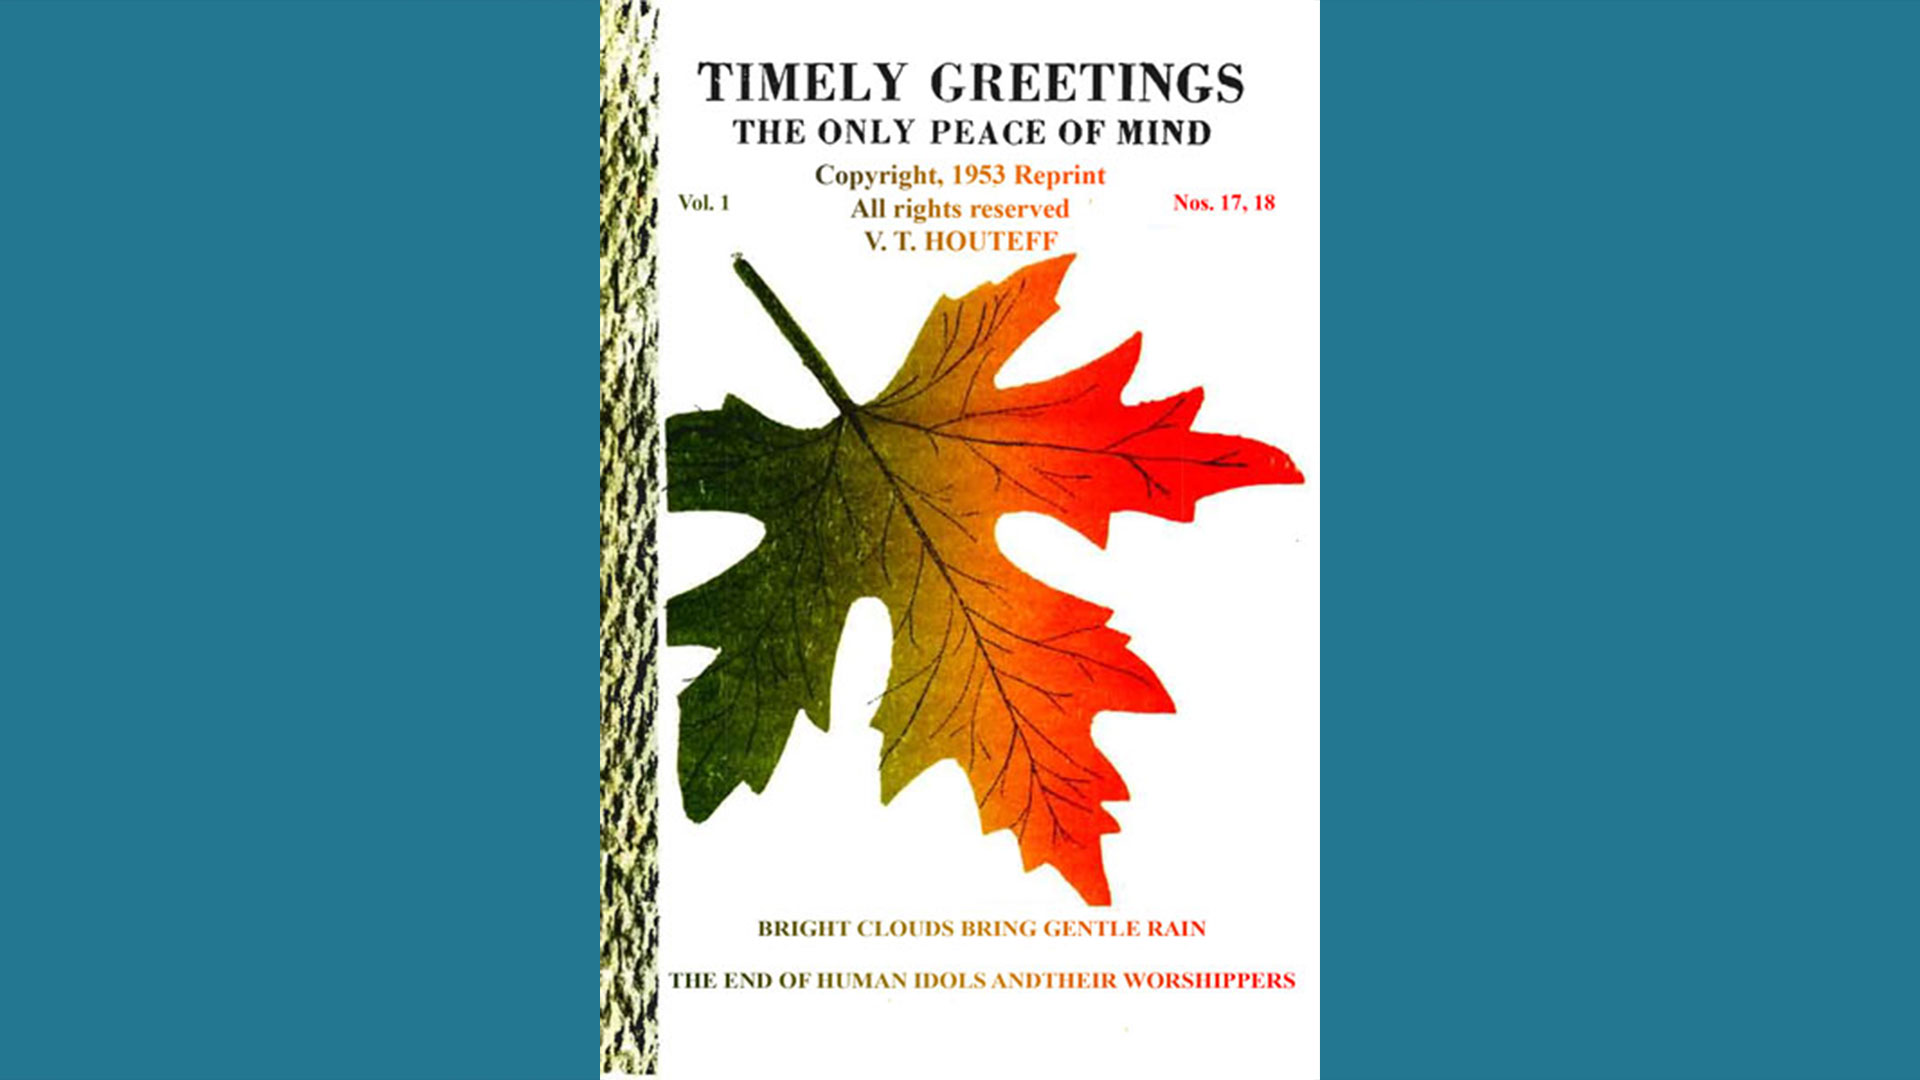 TIMELY GREETINGS
THE ONLY PEACE OF MIND
Copyright, 1953 Reprint
Vol. 1
All rights reserved
Nos. 17, 18
V. T. HOUTEFF
BRIGHT CLOUDS BRING GENTLE RAIN
THE END OF HUMAN IDOLS ANDTHEIR WORSHIPPERS